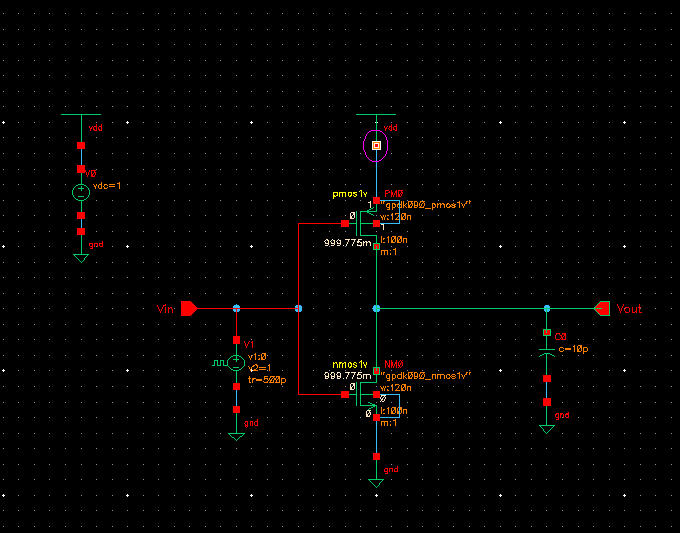 vdd
V0
vdc=1
gnd
vdd
pmos1v
PM0
"gpdk090_pmos1v"
1
0
w:120n
1
999.775m
l:100n
m:1
Vin
Vout
V1
v1:0
v2=.1
tr=500p
gnd
nmos1v
NM0
999.775m
"gpdk090_nmos1v"
0
w:120n
0
0
l:100n
m:1
gnd
C0
c=10p
gnd